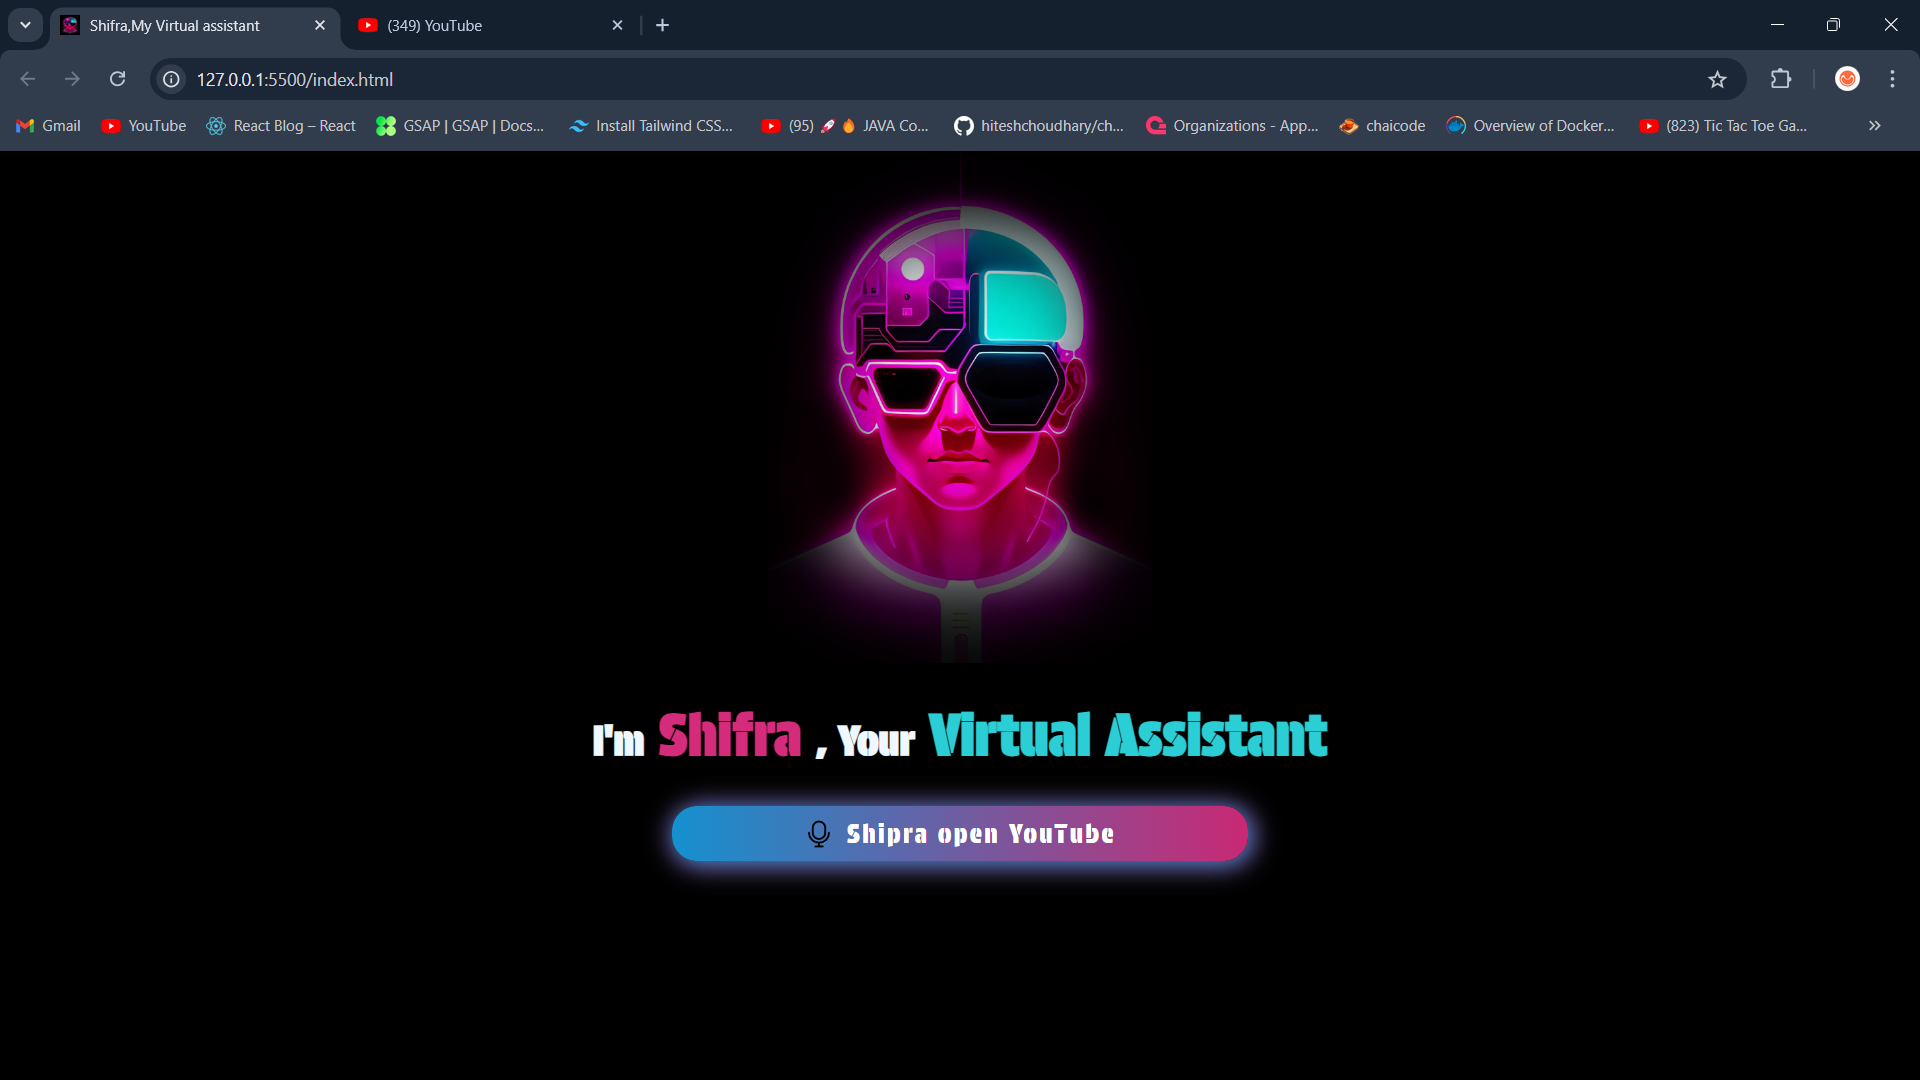 Shifra,My Virtual assistant
(349) YouTube
127.0.0.1:5500/index.html
Gmail
YouTube
React Blog – React
GSAP | GSAP | Docs...
Install Tailwind CSS...
(95) 🚀🔥 JAVA Co...
hiteshchoudhary/ch...
Organizations - App...
chaicode
Overview of Docker...
(823) Tic Tac Toe Ga...
I'm Shifra , Your Virtual Assistant
Shipra open YouTube